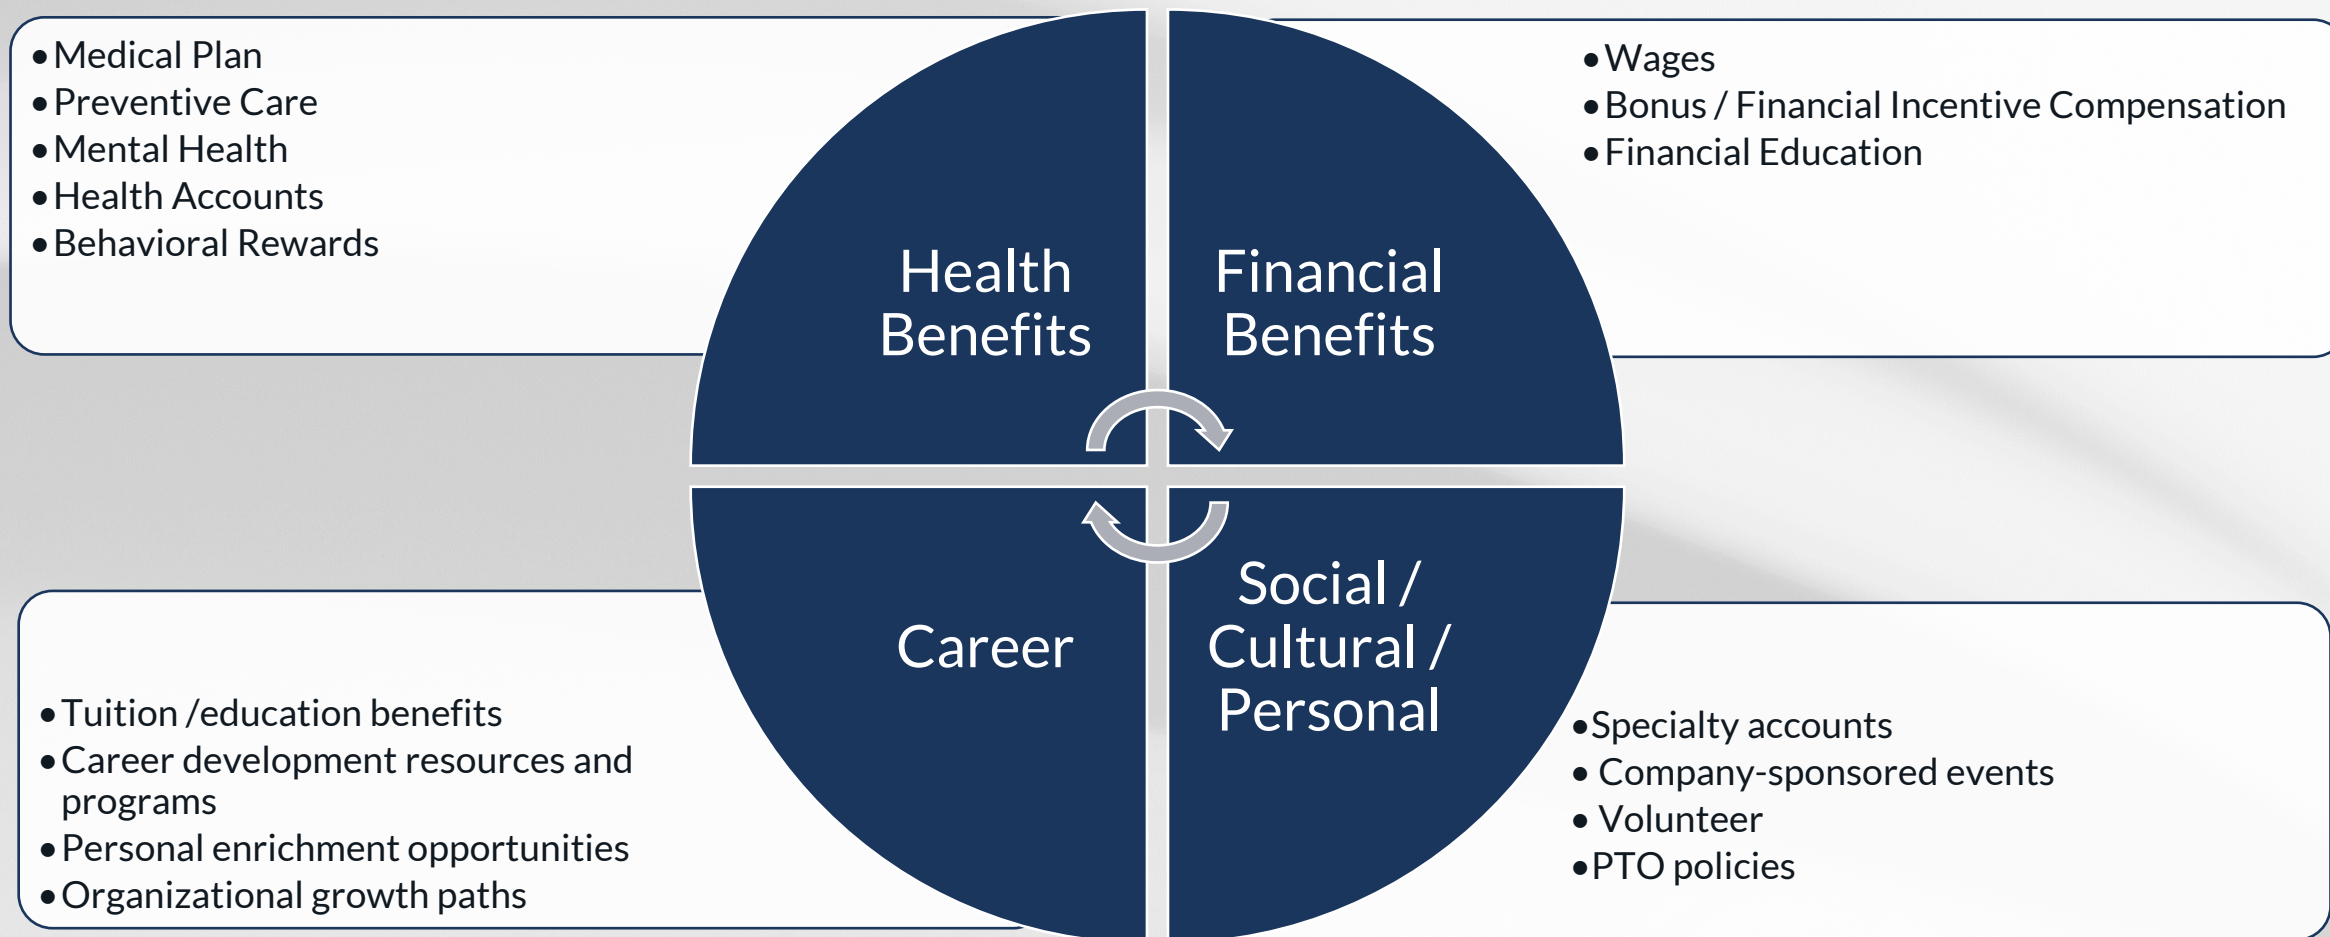 •Medical Plan
•Preventive Care
•Mental Health
•Health Accounts
•Behavioral Rewards
Health
Benefits
Financial
Benefits
•Wages
•Bonus / Financial Incentive Compensation
•Financial Education
•Tuition /education benefits
•Career development resources and
programs
•Personal enrichment opportunities
•Organizational growth paths
Career
Social /
Cultural /
Personal
•Specialty accounts
• Company-sponsored events
• Volunteer
•PTO policies